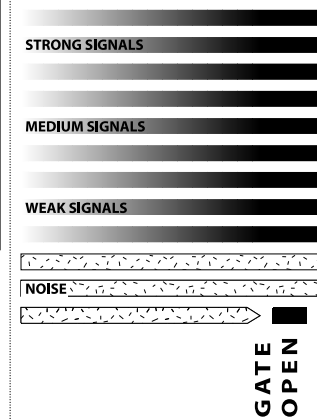 STRONG SIGNALS
MEDIUM SIGNALS
WEAK SIGNALS
NOISE
GATE
OPEN